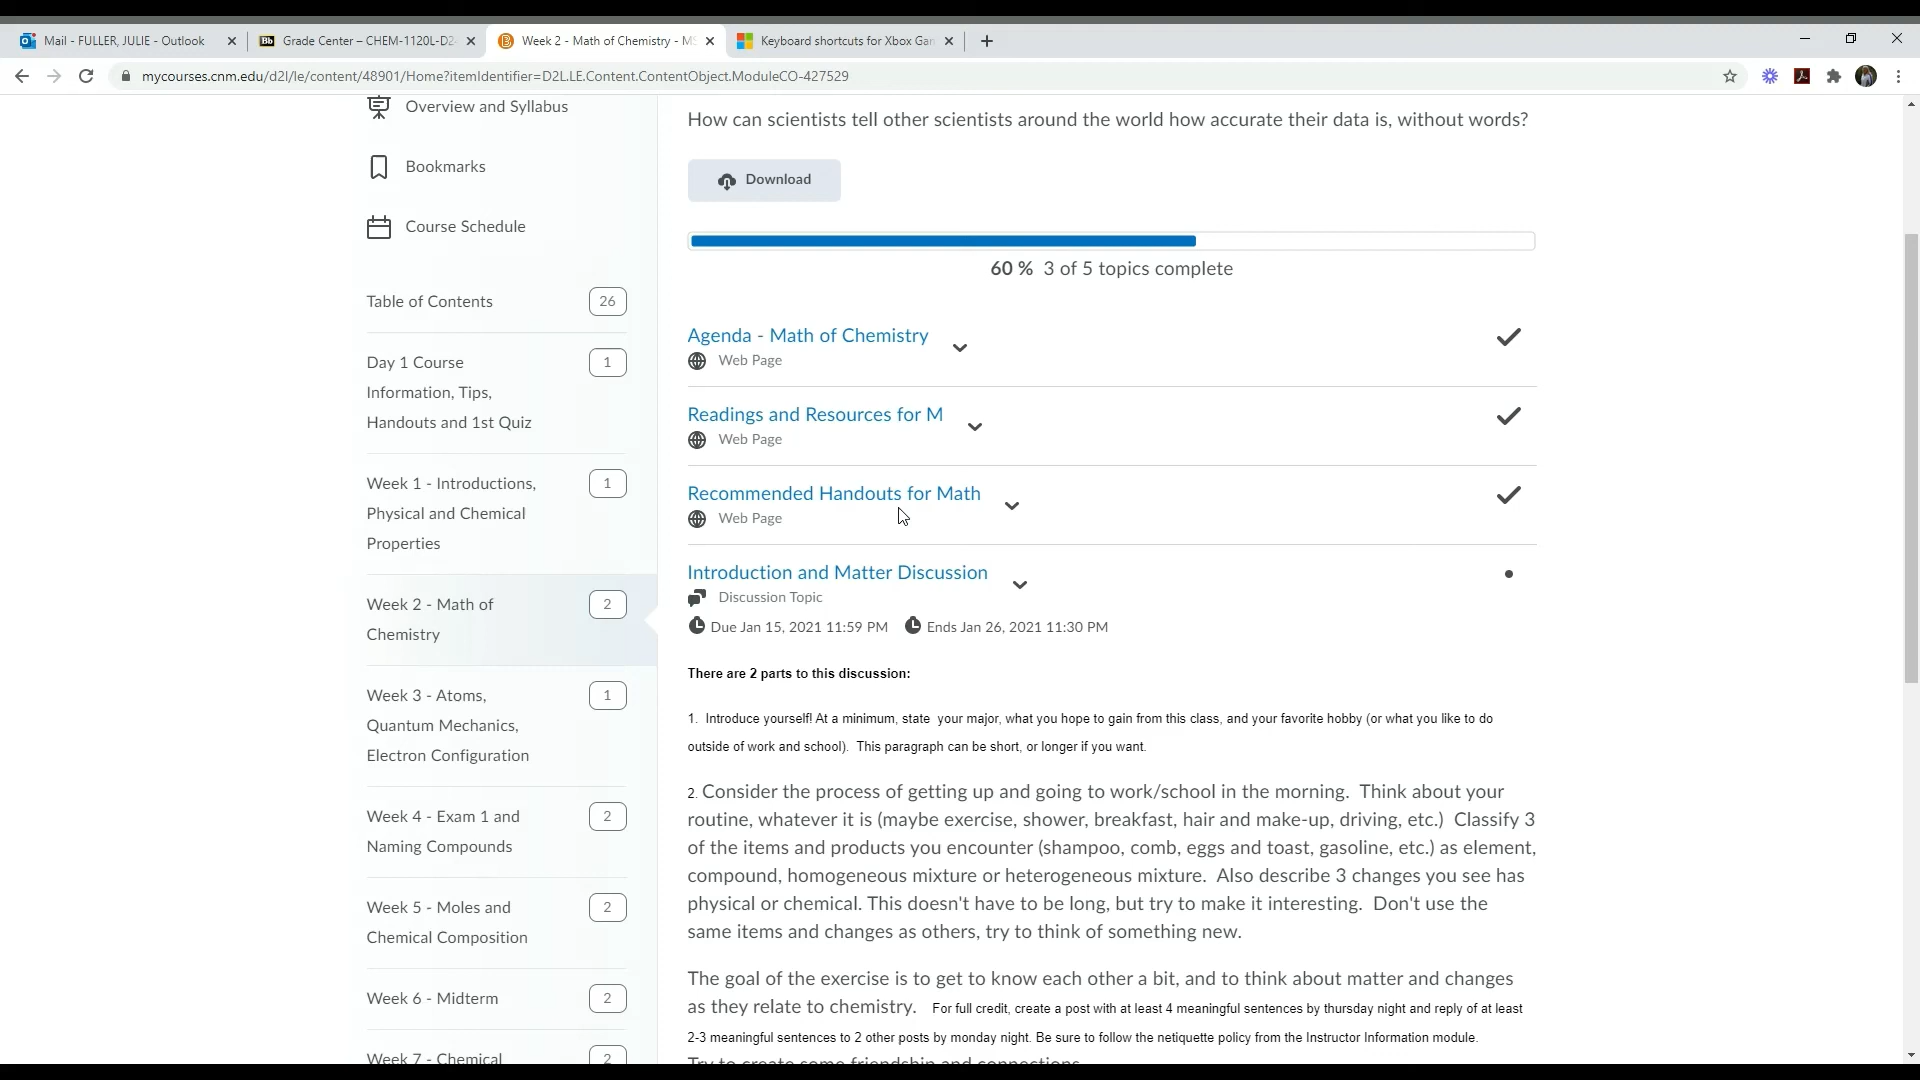 Mail - FULLER, JULIE - Outlook
Grade Center – CHEM-1120L-D2
Week 2 - Math of Chemistry - MS
Keyboard shortcuts for Xbox Gam
mycourses.cnm.edu/d2l/le/content/48901/Home?itemIdentifier=D2L.LE.Content.ContentObject.ModuleCO-427529
Overview and Syllabus
Bookmarks
Course Schedule
Table of Contents 26
Day 1 Course 1
Information, Tips,
Handouts and 1st Quiz
Week 1 - Introductions, 1
Physical and Chemical
Properties
Week 2 - Math of 2
Chemistry
Week 3 - Atoms, 1
Quantum Mechanics,
Electron Configuration
Week 4 - Exam 1 and 2
Naming Compounds
Week 5 - Moles and 2
Chemical Composition
Week 6 - Midterm 2
Week 7 - Chemical 2
How can scientists tell other scientists around the world how accurate their data is, without words?
Download
60 % 3 of 5 topics complete
Agenda - Math of Chemistry
Web Page
Readings and Resources for M
Web Page
Recommended Handouts for Math
Web Page
Introduction and Matter Discussion
Discussion Topic
Due Jan 15, 2021 11:59 PM Ends Jan 26, 2021 11:30 PM
There are 2 parts to this discussion:
1. Introduce yourself! At a minimum, state your major, what you hope to gain from this class, and your favorite hobby (or what you like to do
outside of work and school). This paragraph can be short, or longer if you want.
2. Consider the process of getting up and going to work/school in the morning. Think about your
routine, whatever it is (maybe exercise, shower, breakfast, hair and make-up, driving, etc.) Classify 3
of the items and products you encounter (shampoo, comb, eggs and toast, gasoline, etc.) as element,
compound, homogeneous mixture or heterogeneous mixture. Also describe 3 changes you see has
physical or chemical. This doesn't have to be long, but try to make it interesting. Don't use the
same items and changes as others, try to think of something new.
The goal of the exercise is to get to know each other a bit, and to think about matter and changes
as they relate to chemistry. For full credit, create a post with at least 4 meaningful sentences by thursday night and reply of at least
2-3 meaningful sentences to 2 other posts by monday night. Be sure to follow the netiquette policy from the Instructor Information module.
Try to create some friendship and connections